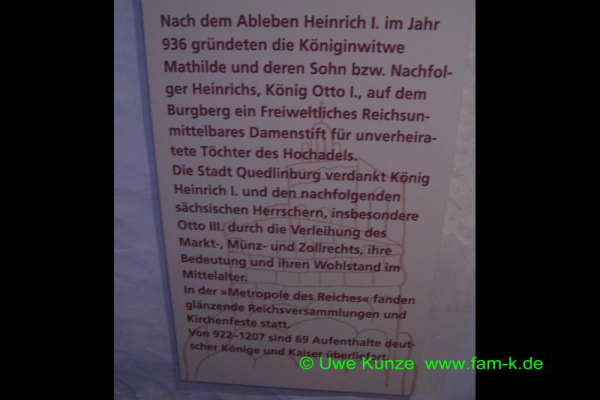 Nach dem Ableben Heinrich I. im Jahr
936 gründeten die Königinwitwe
Mathilde und deren Sohn bzw. Nachfol-
ger Heinrichs, König Otto I., auf dem
Burgberg ein Freiweltliches Reichsun-
mittelbares Damenstift für unverheira-
tete Töchter des Hochadels.
Die Stadt Quedlinburg verdankt König
Heinrich I. und den nachfolgenden
sächsischen Herrschern, insbesondere
Otto III. durch die Verleihung des
Markt-, Münz- und Zollrechts, ihre
Bedeutung und ihren Wohlstand im
Mittelalter.
In der »Metropole des Reiches« fanden
glänzende Reichsversammlungen und
Kirchenfeste statt.
Von 922–1207 sind 69 Aufenthalte deut-
scher Könige und Kaiser überliefert.
© Uwe Kunze www.fam-k.de